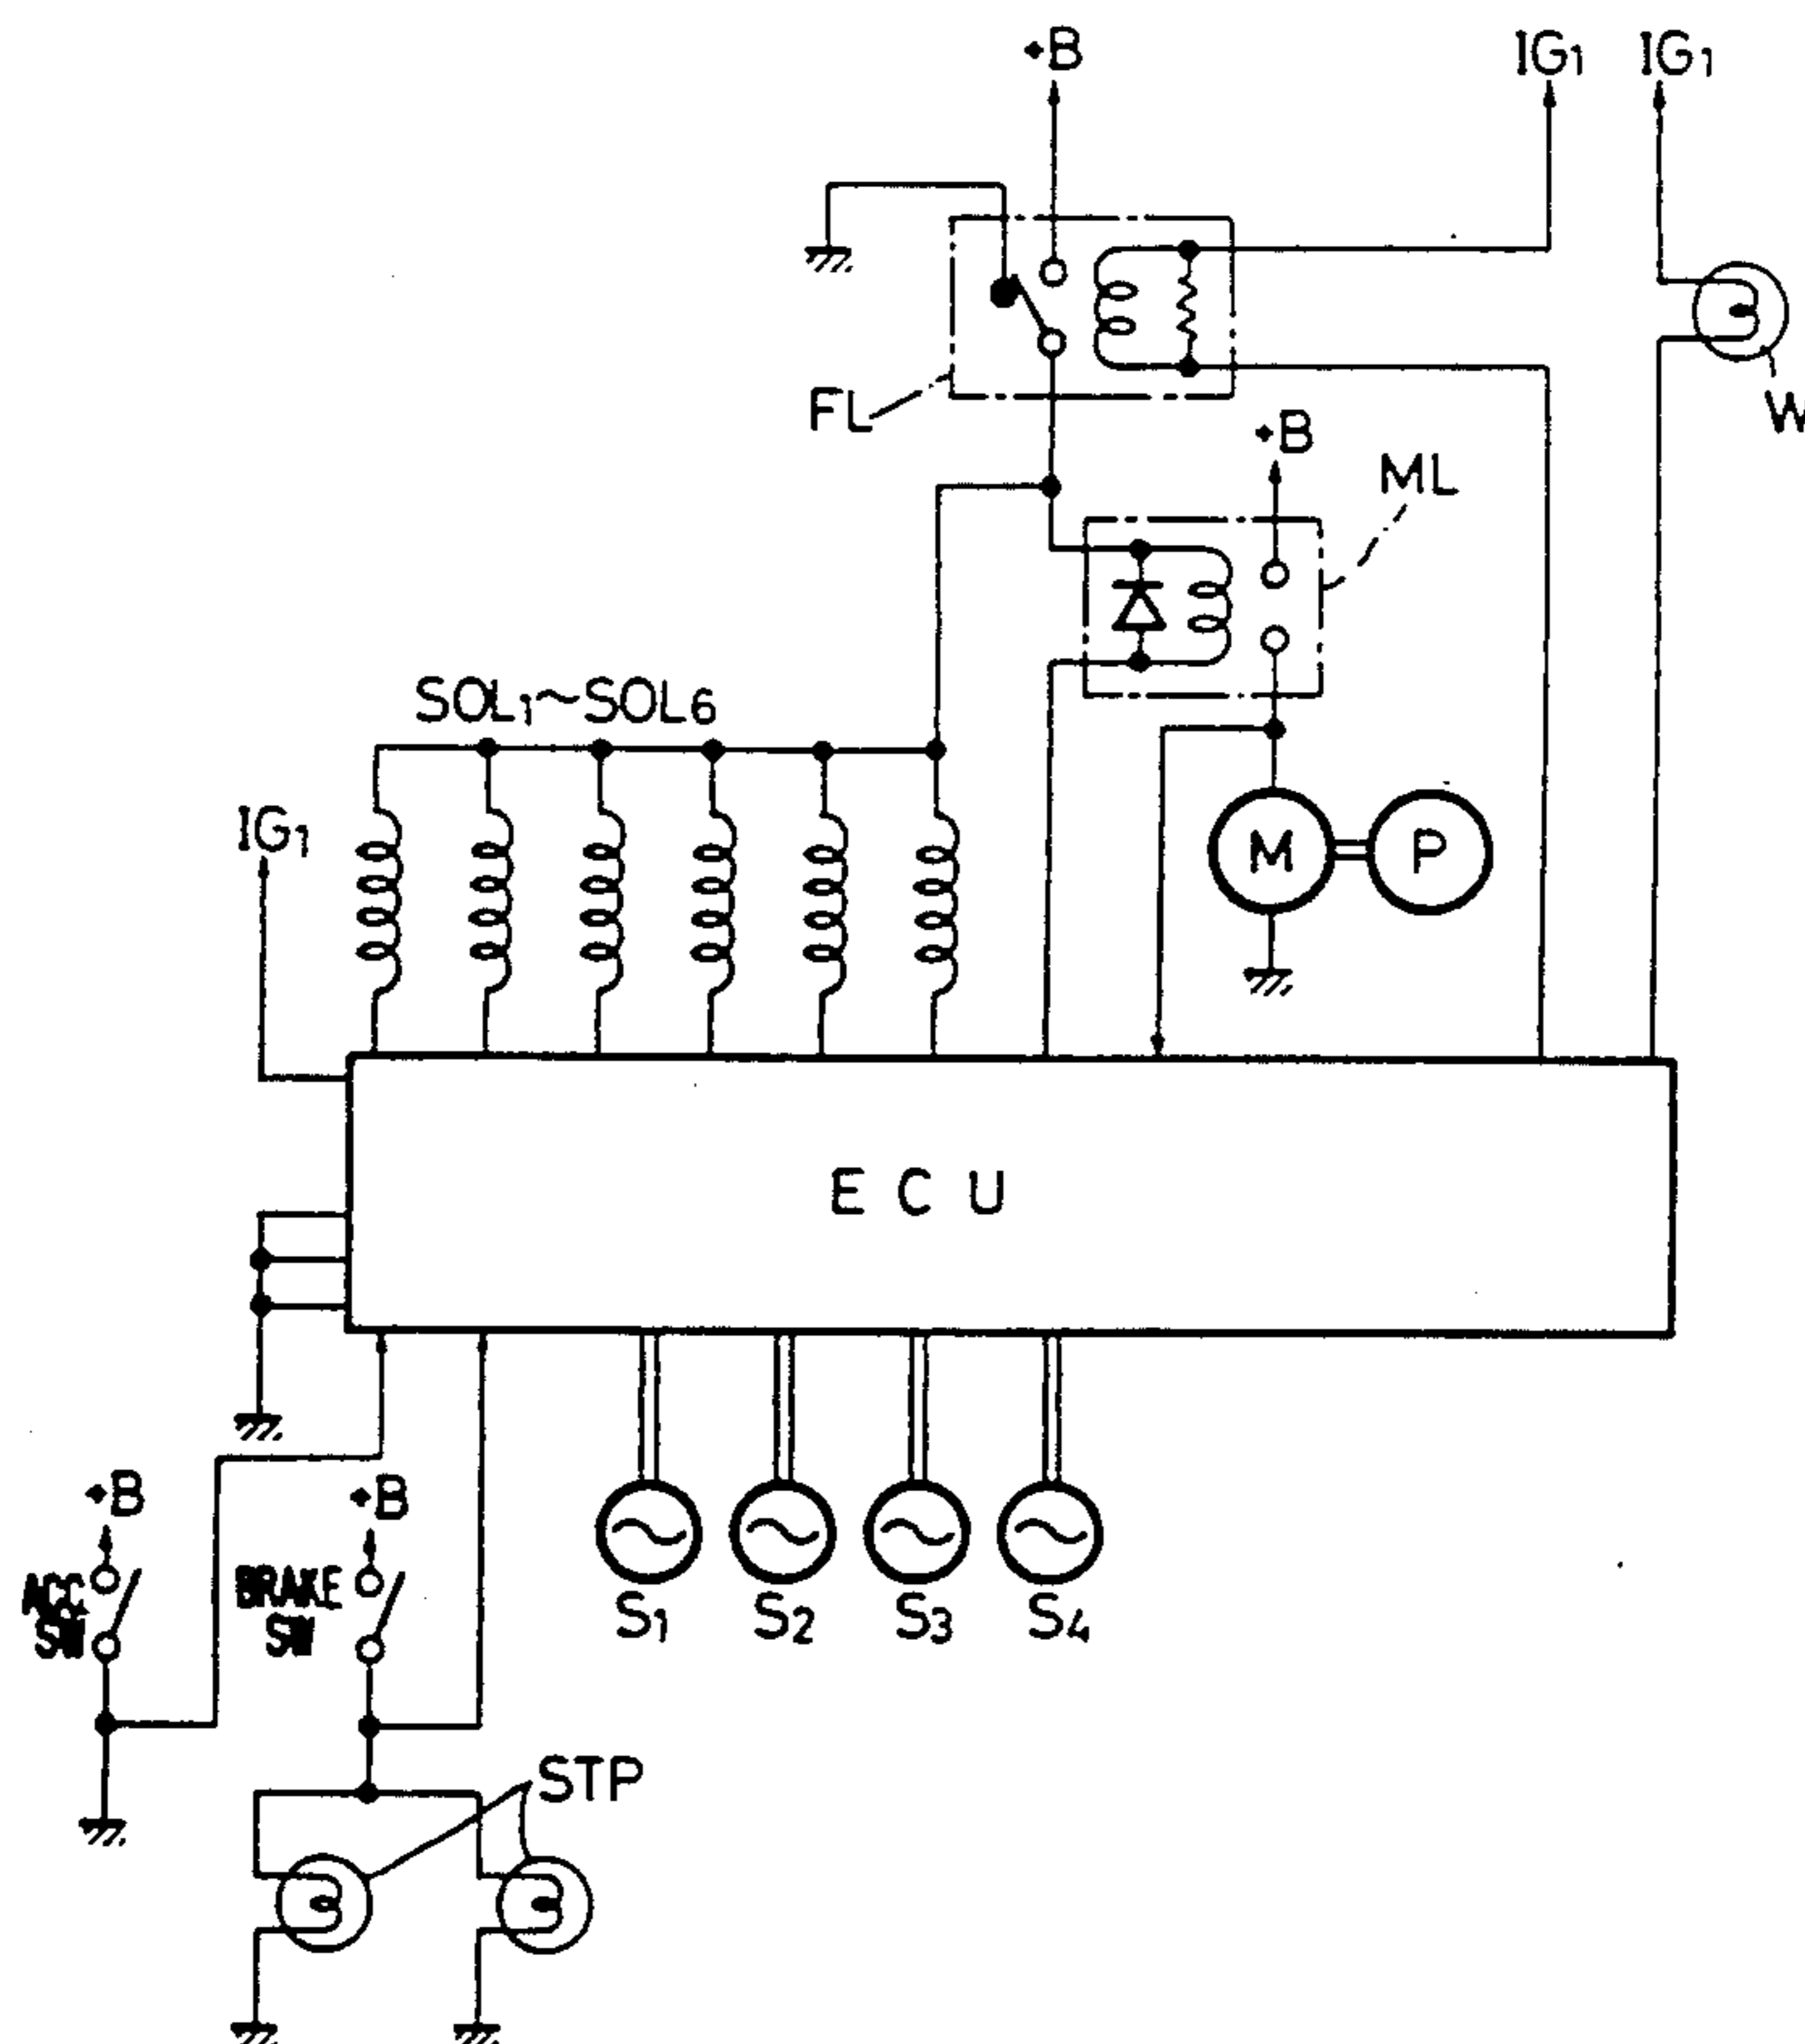 +B
IG1
IG1
FL
W
+B
ML
SOL1~SOL6
IG1
M
P
ECU
+B
+B
ACC
SW
BRAKE
SW
S1
S2
S3
S4
STP